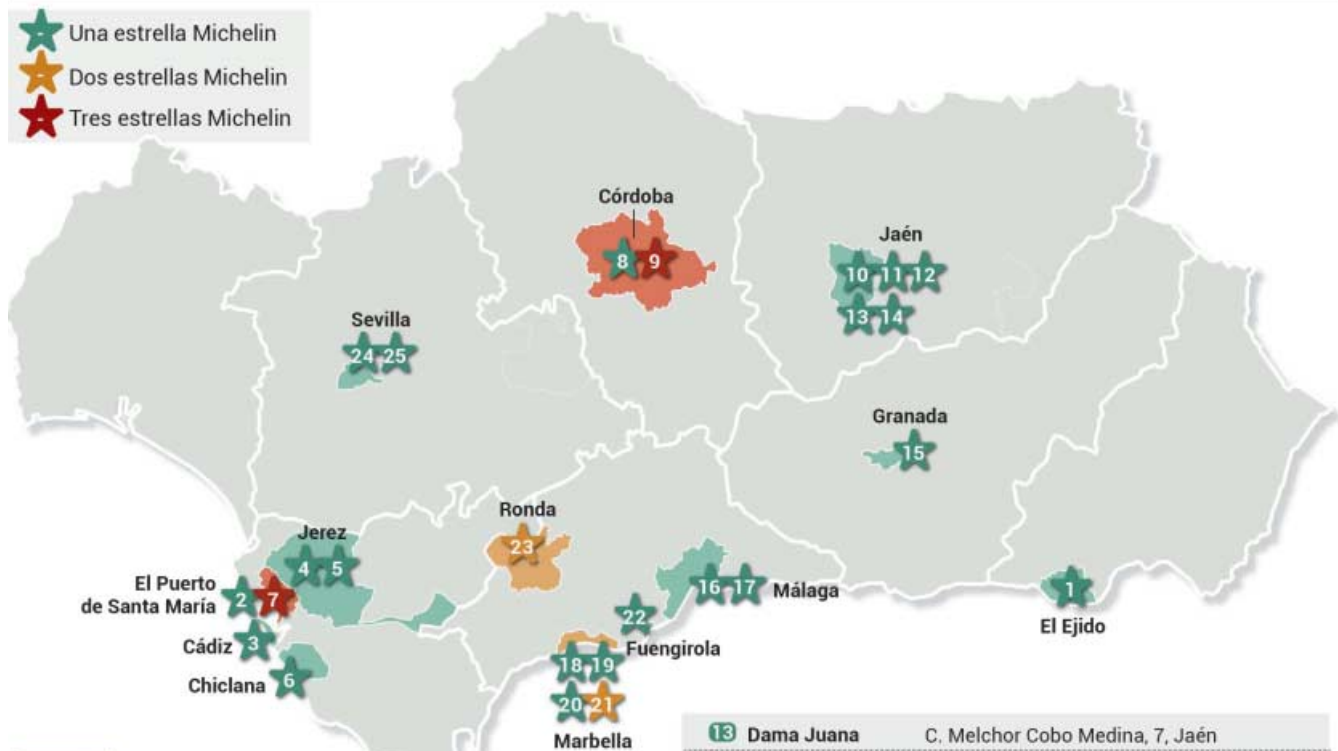 Una estrella Michelin
Dos estrellas Michelin
Tres estrellas Michelin
Córdoba
8 9
Jaén
10 11 12
13 14
Sevilla
24 25
Granada
15
Ronda
23
Jerez
4 5
El Puerto
de Santa María
2 7
16 17 Málaga
1
El Ejido
22
Fuengirola
Cádiz 3
Chiclana 6
18 19
20 21
Marbella
13 Dama Juana C. Melchor Cobo Medina, 7, Jaén